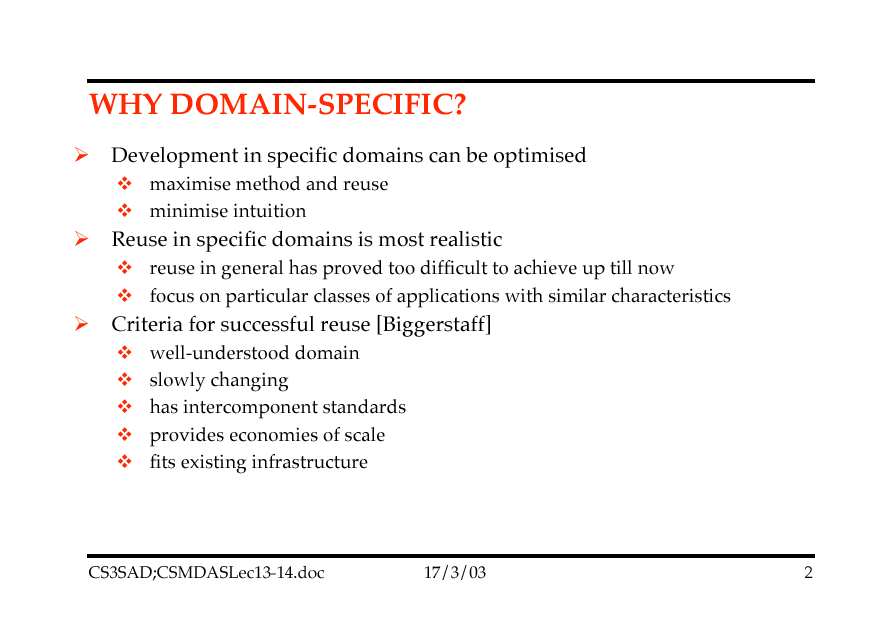 WHY DOMAIN-SPECIFIC?
➢ Development in specific domains can be optimised
❖ maximise method and reuse
❖ minimise intuition
➢ Reuse in specific domains is most realistic
❖ reuse in general has proved too difficult to achieve up till now
❖ focus on particular classes of applications with similar characteristics
➢ Criteria for successful reuse [Biggerstaff]
❖ well-understood domain
❖ slowly changing
❖ has intercomponent standards
❖ provides economies of scale
❖ fits existing infrastructure
CS3SAD;CSMDASLec13-14.doc 17/3/03 2